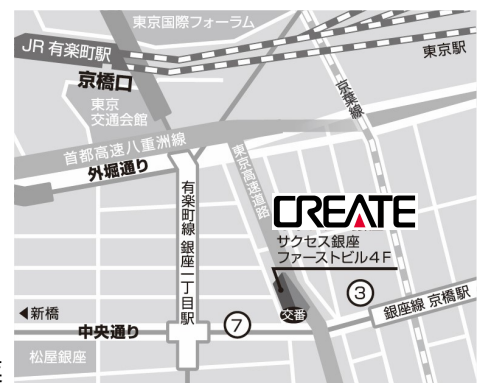 東京国際フォーラム
JR 有楽町駅
東京駅
京橋口
京葉線
東京
交通会館
首都高速八重洲線
外堀通り
東京高速道路
有楽町線 銀座一丁目駅
CREATE
サクセス銀座
ファーストビル4F
③
交番
銀座線 京橋駅
◀新橋
⑦
中央通り
松屋銀座